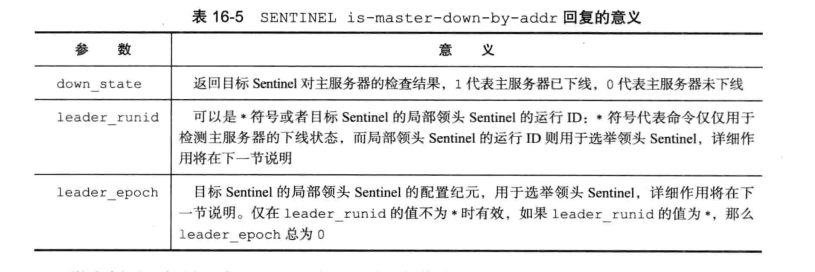 表 16-5 SENTINEL is-master-down-by-addr 回复的意义
参 数 意 义
down_state 返回目标 Sentinel 对主服务器的检查结果，1 代表主服务器已下线，0 代表主服务器未下线
leader_runid 可以是 * 符号或者目标 Sentinel 的局部领头 Sentinel 的运行 ID：* 符号代表命令仅仅用于
检测主服务器的下线状态，而局部领头 Sentinel 的运行 ID 则用于选举领头 Sentinel，详细作
用将在下一节说明
leader_epoch 目标 Sentinel 的局部领头 Sentinel 的配置纪元，用于选举领头 Sentinel，详细作用将在下
一节说明。仅在 leader_runid 的值不为 * 时有效，如果 leader_runid 的值为 *，那么
leader_epoch 总为 0